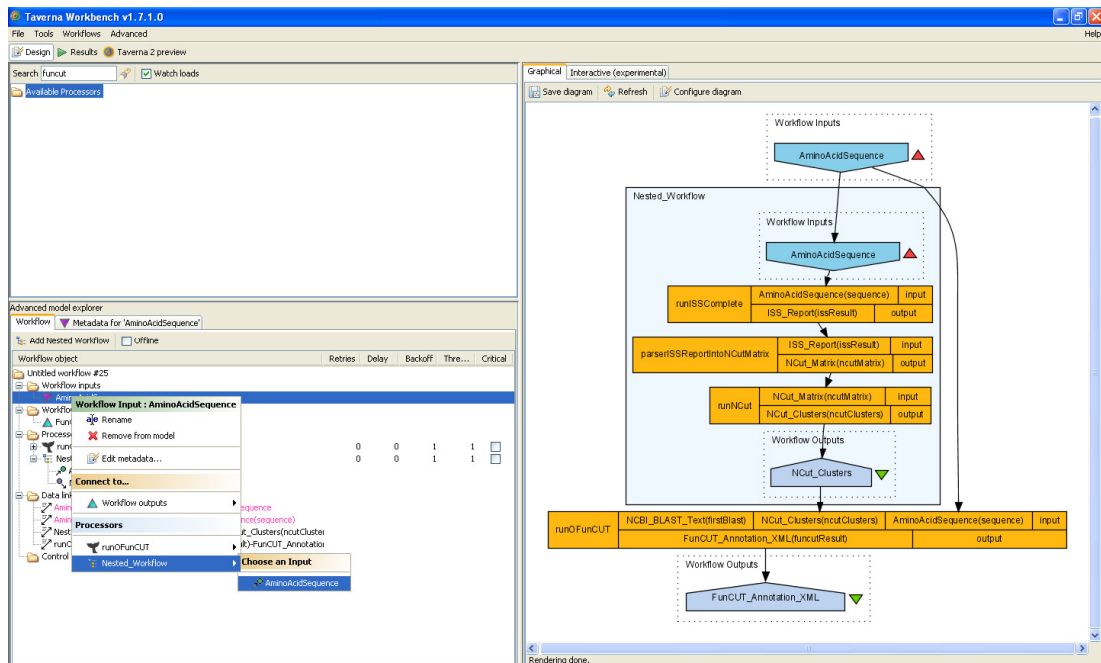 Taverna Workbench v1.7.1.0
File Tools Workflows Advanced Help
Design Results Taverna 2 preview
Search funcut Watch loads
Available Processors
Advanced model explorer
Workflow Metadata for 'AminoAcidSequence'
Add Nested Workflow Offline
Workflow object Retries Delay Backoff Thre... Critical
Untitled workflow #25
Workflow inputs
Workflow Input : AminoAcidSequence
Rename
Remove from model
Edit metadata...
Connect to...
Workflow outputs
Processors
runOFunCUT
Nested_Workflow
Choose an Input
AminoAcidSequence
0 0 1 1
0 0 1 1
Data lin
Control
Graphical Interactive (experimental)
Save diagram Refresh Configure diagram
Workflow Inputs
AminoAcidSequence
Nested_Workflow
Workflow Inputs
AminoAcidSequence
runISSComplete AminoAcidSequence(sequence) input
ISS_Report(issResult) output
parserISSReportIntoNCutMatrix ISS_Report(issResult) input
NCut_Matrix(ncutMatrix) output
runNCut NCut_Matrix(ncutMatrix) input
NCut_Clusters(ncutClusters) output
Workflow Outputs
NCut_Clusters
runOFunCUT NCBI_BLAST_Text(firstBlast) NCut_Clusters(ncutClusters) AminoAcidSequence(sequence) input
FunCUT_Annotation_XML(funcutResult) output
Workflow Outputs
FunCUT_Annotation_XML
Rendering done.